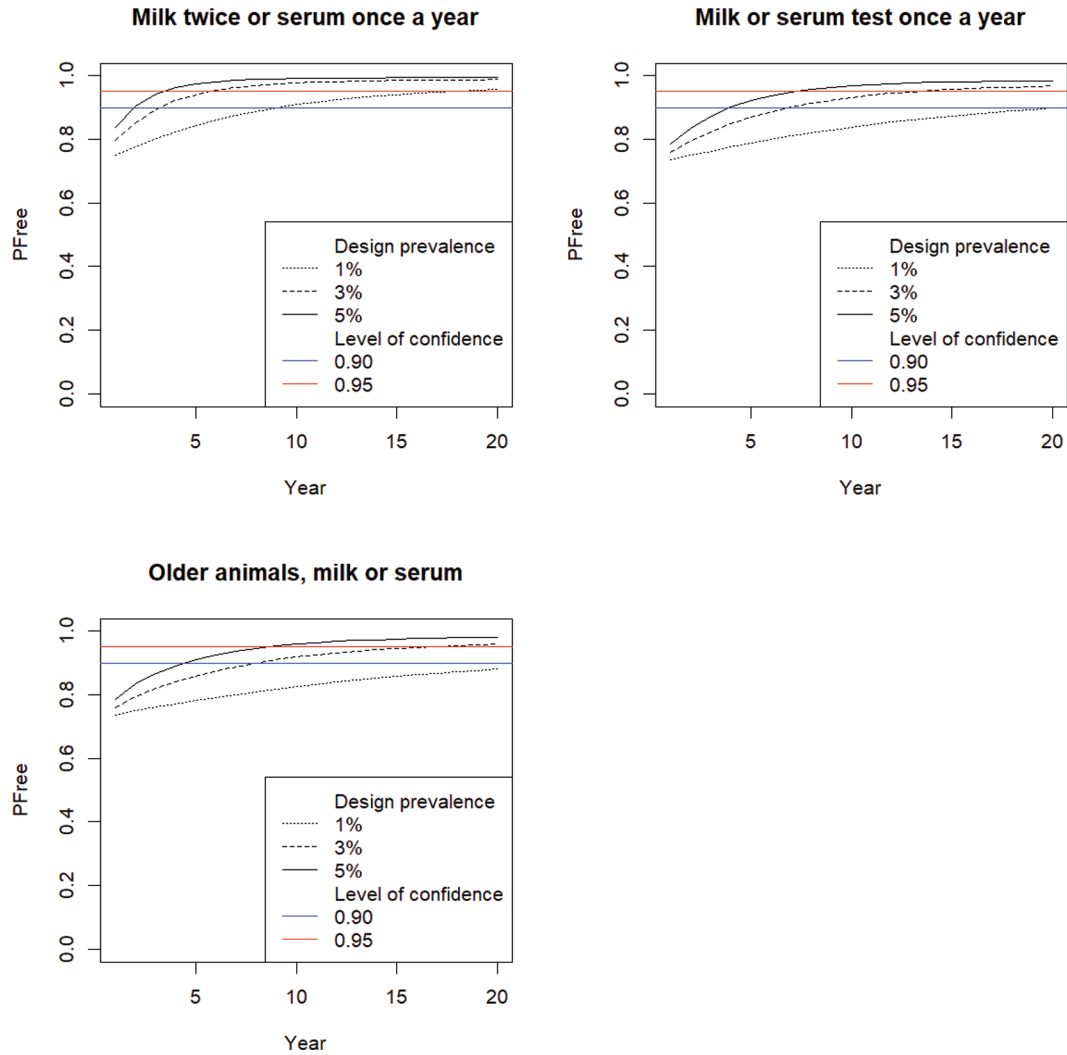 Milk twice or serum once a year
PFree
1.0
0.8
0.6
0.4
0.2
0.0
Design prevalence
1%
3%
5%
Level of confidence
0.90
0.95
5 10 15 20
Year
Milk or serum test once a year
PFree
1.0
0.8
0.6
0.4
0.2
0.0
Design prevalence
1%
3%
5%
Level of confidence
0.90
0.95
5 10 15 20
Year
Older animals, milk or serum
PFree
1.0
0.8
0.6
0.4
0.2
0.0
Design prevalence
1%
3%
5%
Level of confidence
0.90
0.95
5 10 15 20
Year